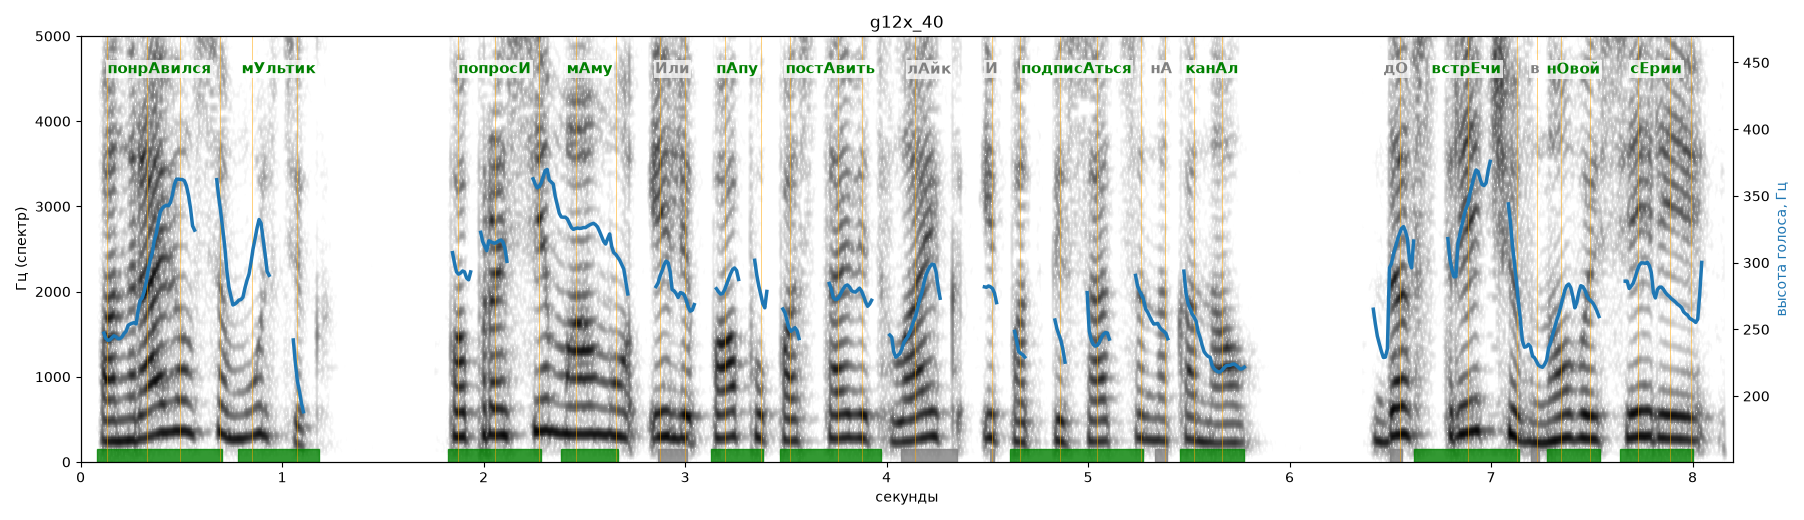 g12x_40
понрАвился мУльтик попросИ мАму Или пАпу постАвить лАйк И подписАться нА канАл дО встрЕчи в нОвой сЕрии
Гц (спектр)
5000
4000
3000
2000
1000
0
450
400
350
300
250
200
высота голоса, Гц
0 1 2 3 4 5 6 7 8
секунды